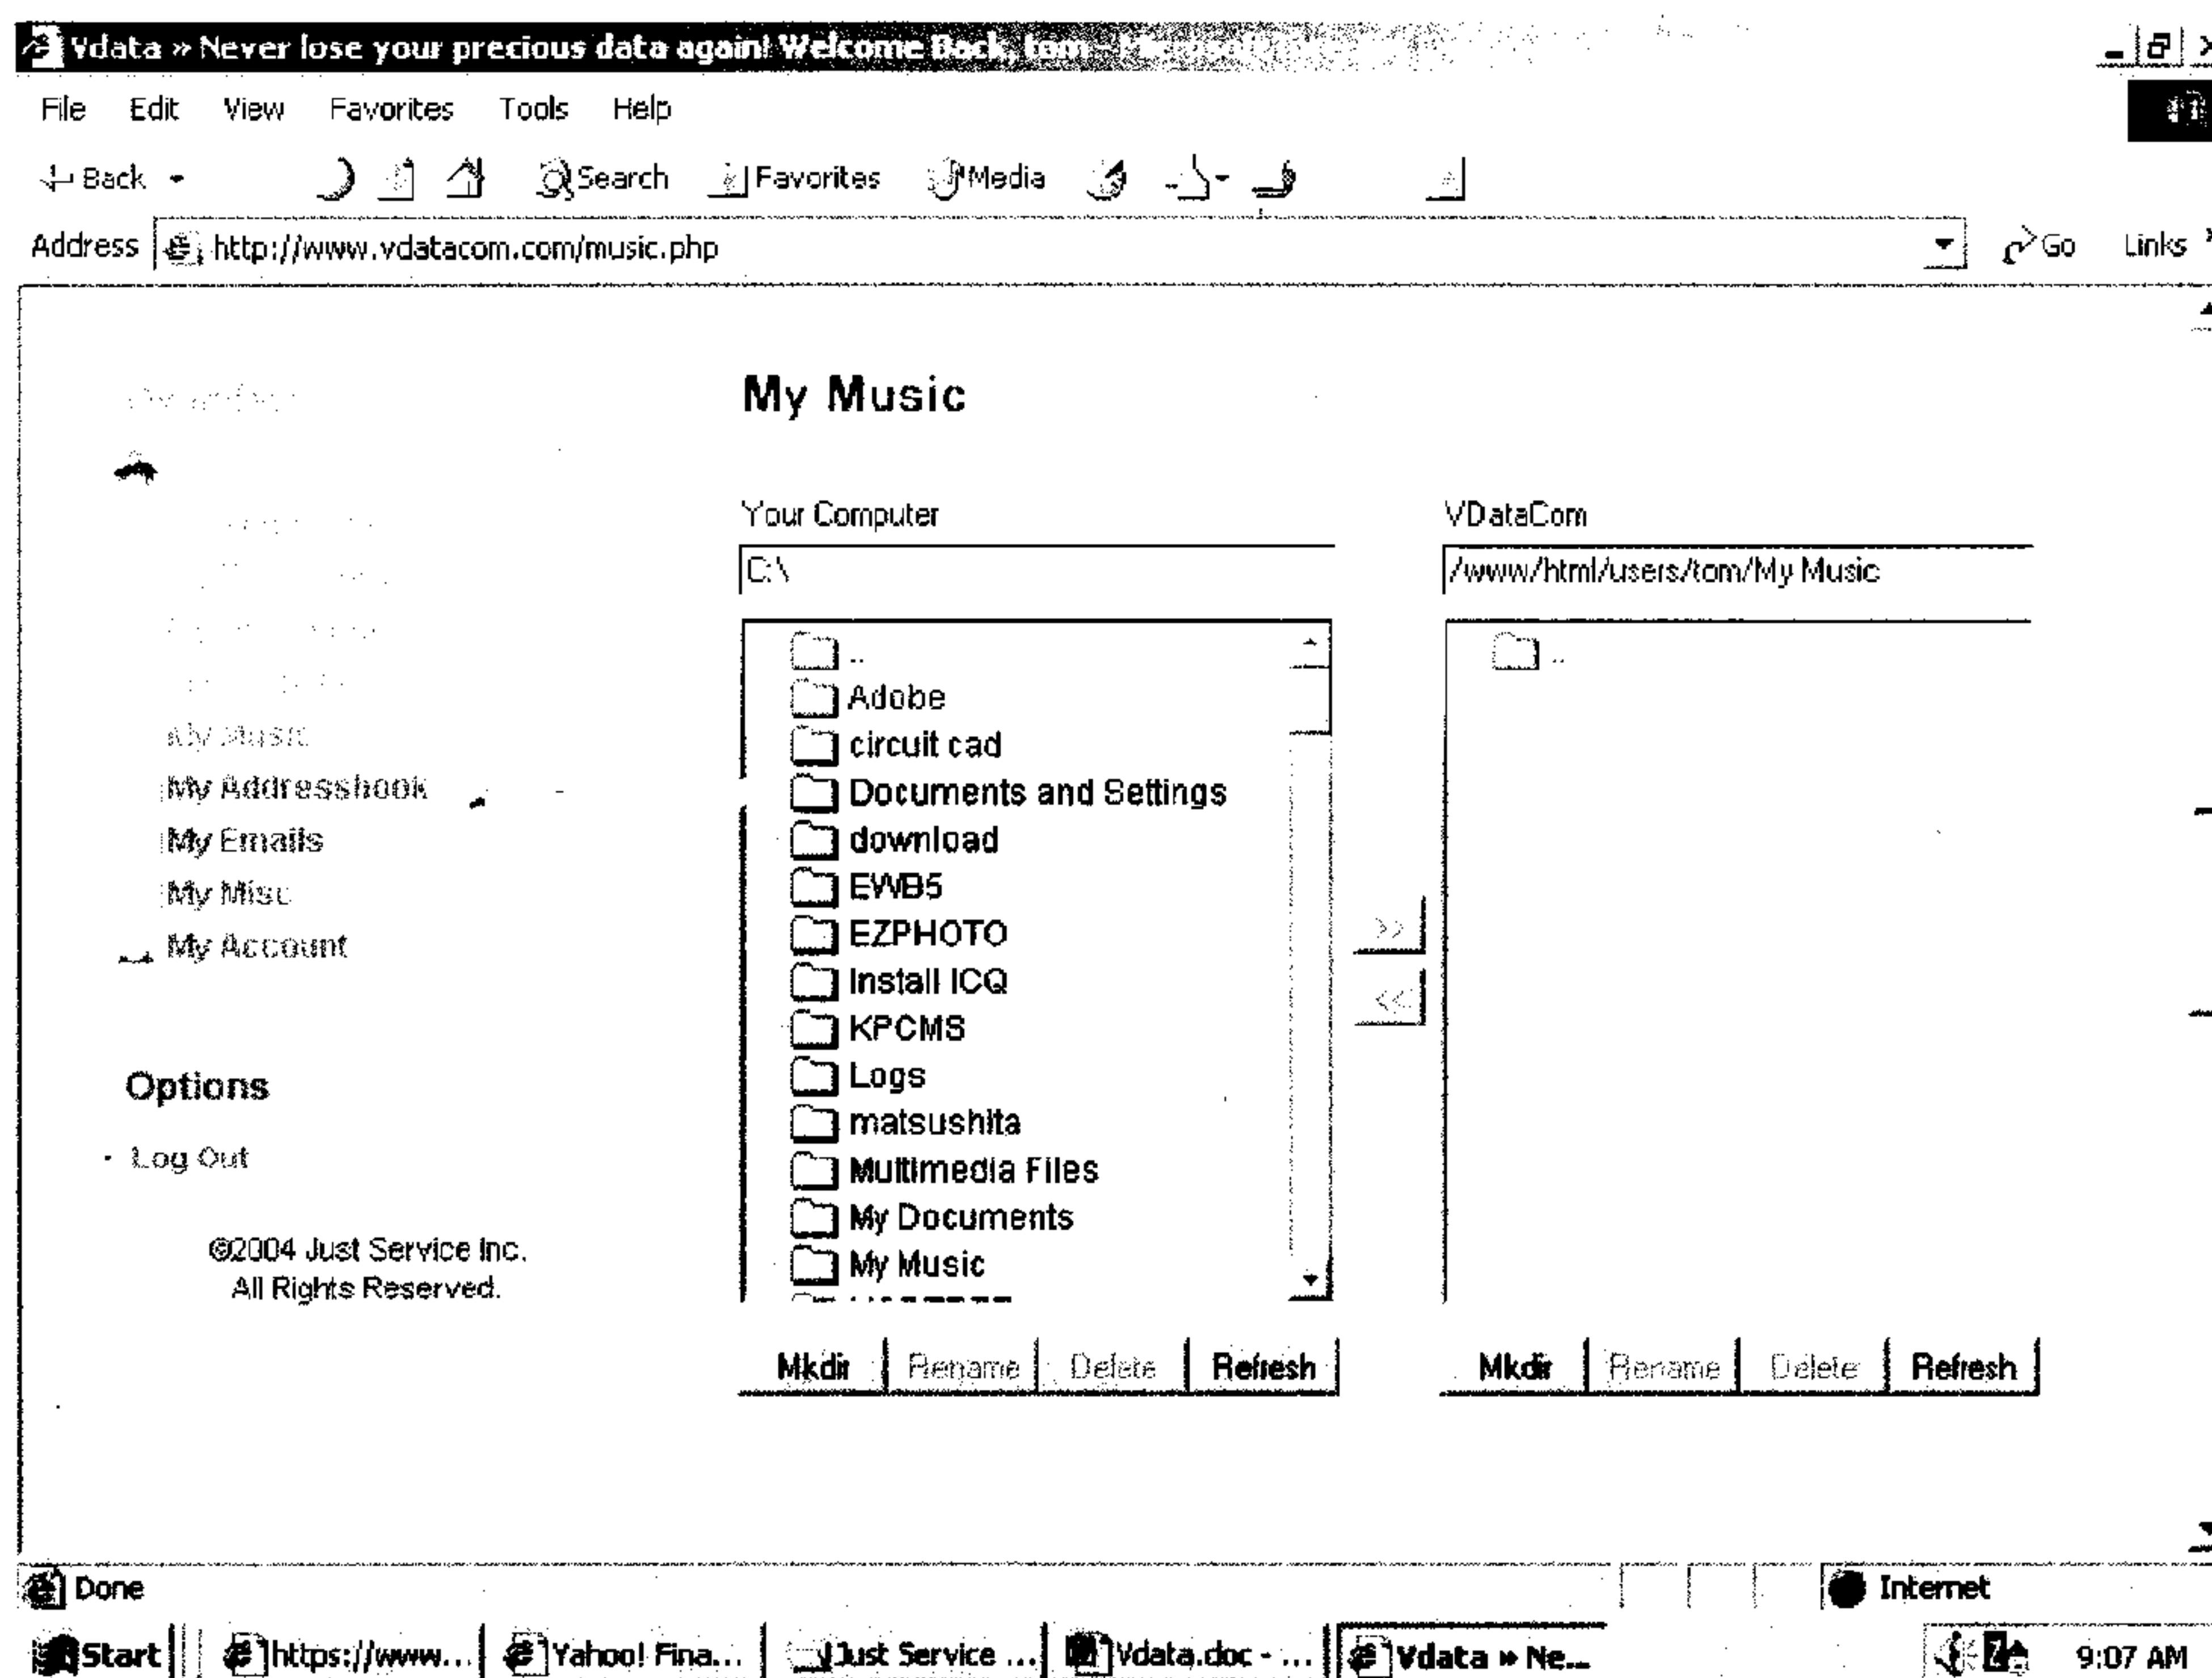 Vdata » Never lose your precious data again! Welcome Back, tom - Microsoft
File Edit View Favorites Tools Help
Back Search Favorites Media
Address http://www.vdatacom.com/music.php Go Links »
My Music
Your Computer VDataCom
C:\ /www/html/users/tom/My Music
.. ..
Adobe
My Music circuit cad
My Addressbook Documents and Settings
My Emails download
My Misc EWB5
My Account EZPHOTO >>
Install ICQ <<
KPCMS
Options Logs
matsushita
Log Out Multimedia Files
My Documents
©2004 Just Service Inc. My Music
All Rights Reserved.
Mkdir Rename Delete Refresh Mkdir Rename Delete Refresh
Done Internet
Start https://www... Yahoo! Fina... Just Service ... Vdata.doc - ... Vdata » Ne... 9:07 AM